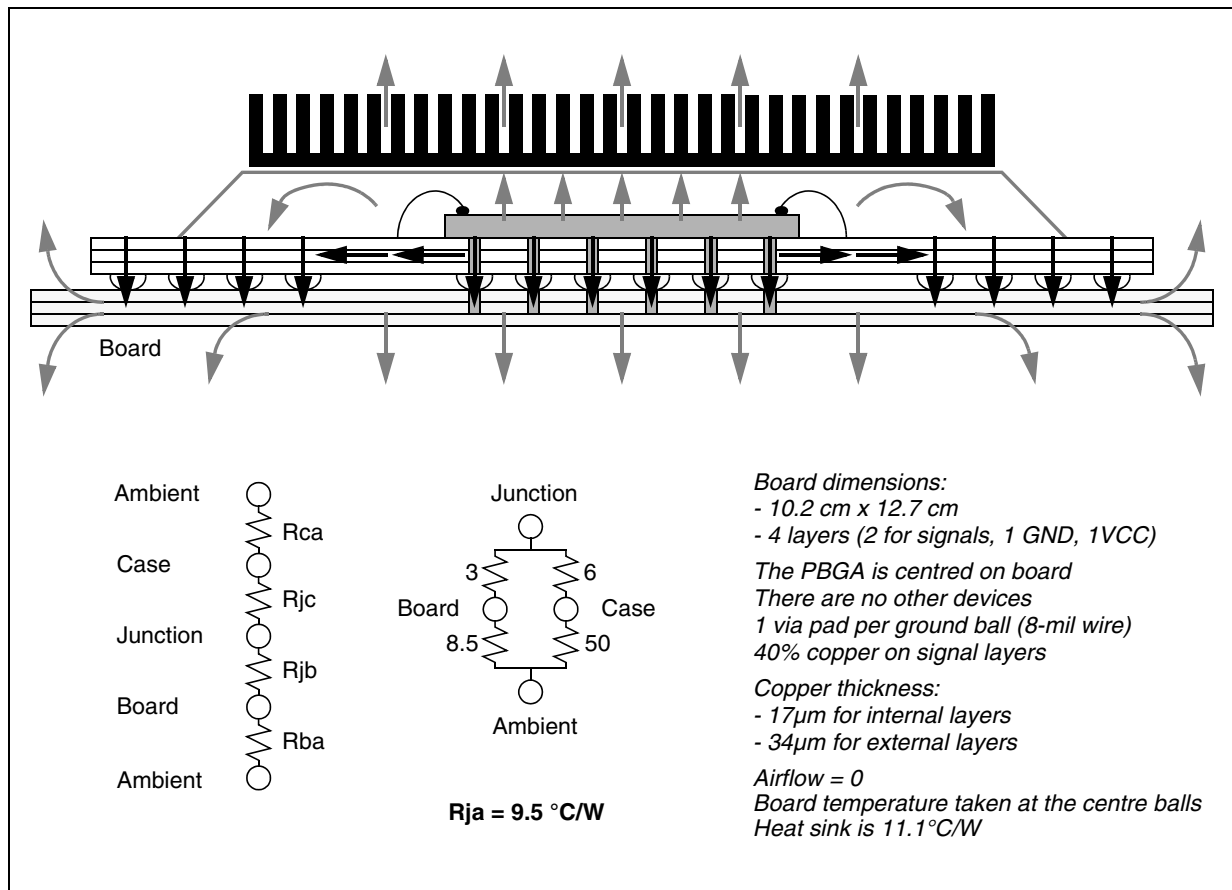 Board
Ambient
Rca
Case
Rjc
Junction
Rjb
Board
Rba
Ambient
Junction
3
6
Board
Case
8.5
50
Ambient
Rja = 9.5 °C/W
Board dimensions:
- 10.2 cm x 12.7 cm
- 4 layers (2 for signals, 1 GND, 1VCC)
The PBGA is centred on board
There are no other devices
1 via pad per ground ball (8-mil wire)
40% copper on signal layers
Copper thickness:
- 17µm for internal layers
- 34µm for external layers
Airflow = 0
Board temperature taken at the centre balls
Heat sink is 11.1°C/W